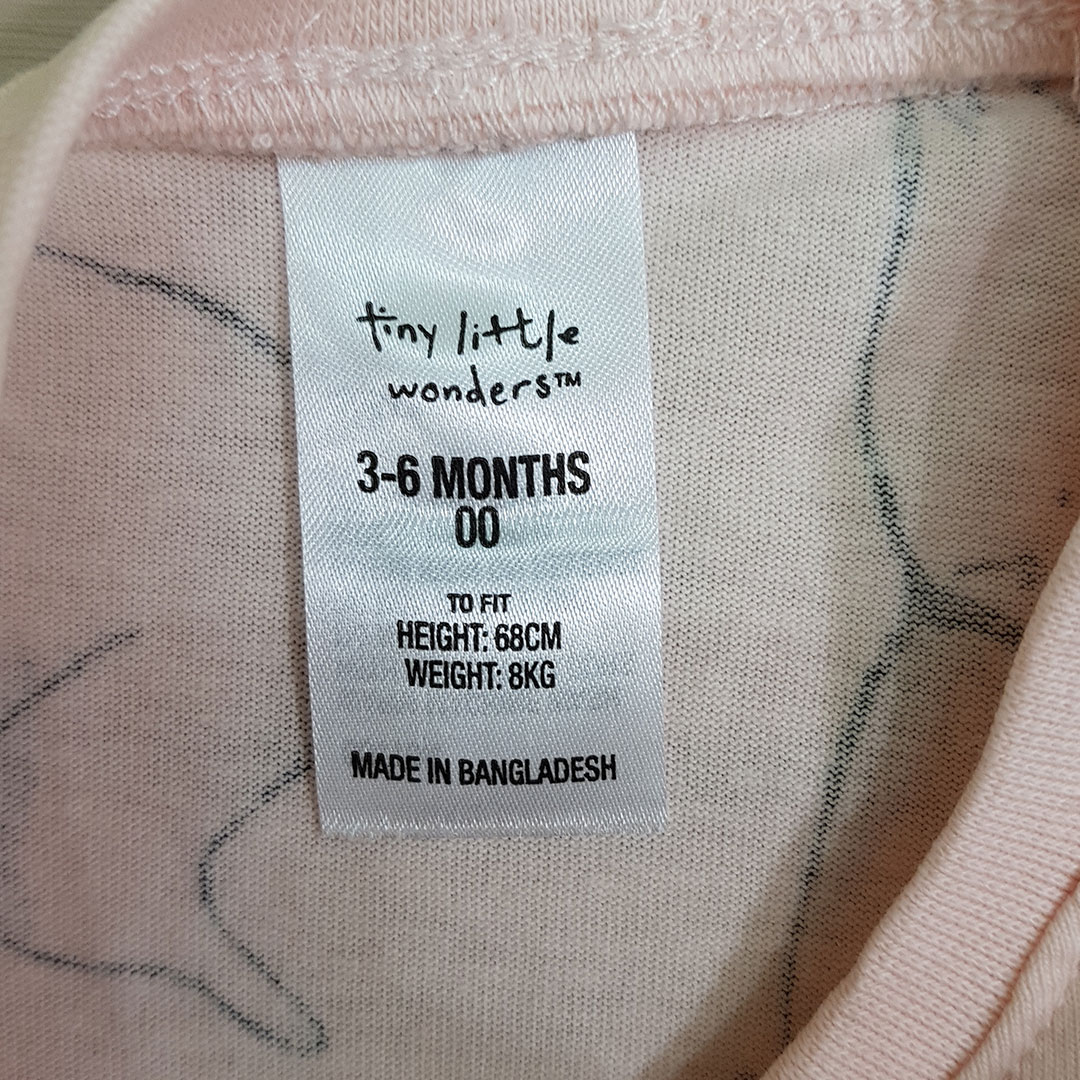 tiny little
wonders™
3-6 MONTHS
00
TO FIT
HEIGHT: 68CM
WEIGHT: 8KG
MADE IN BANGLADESH